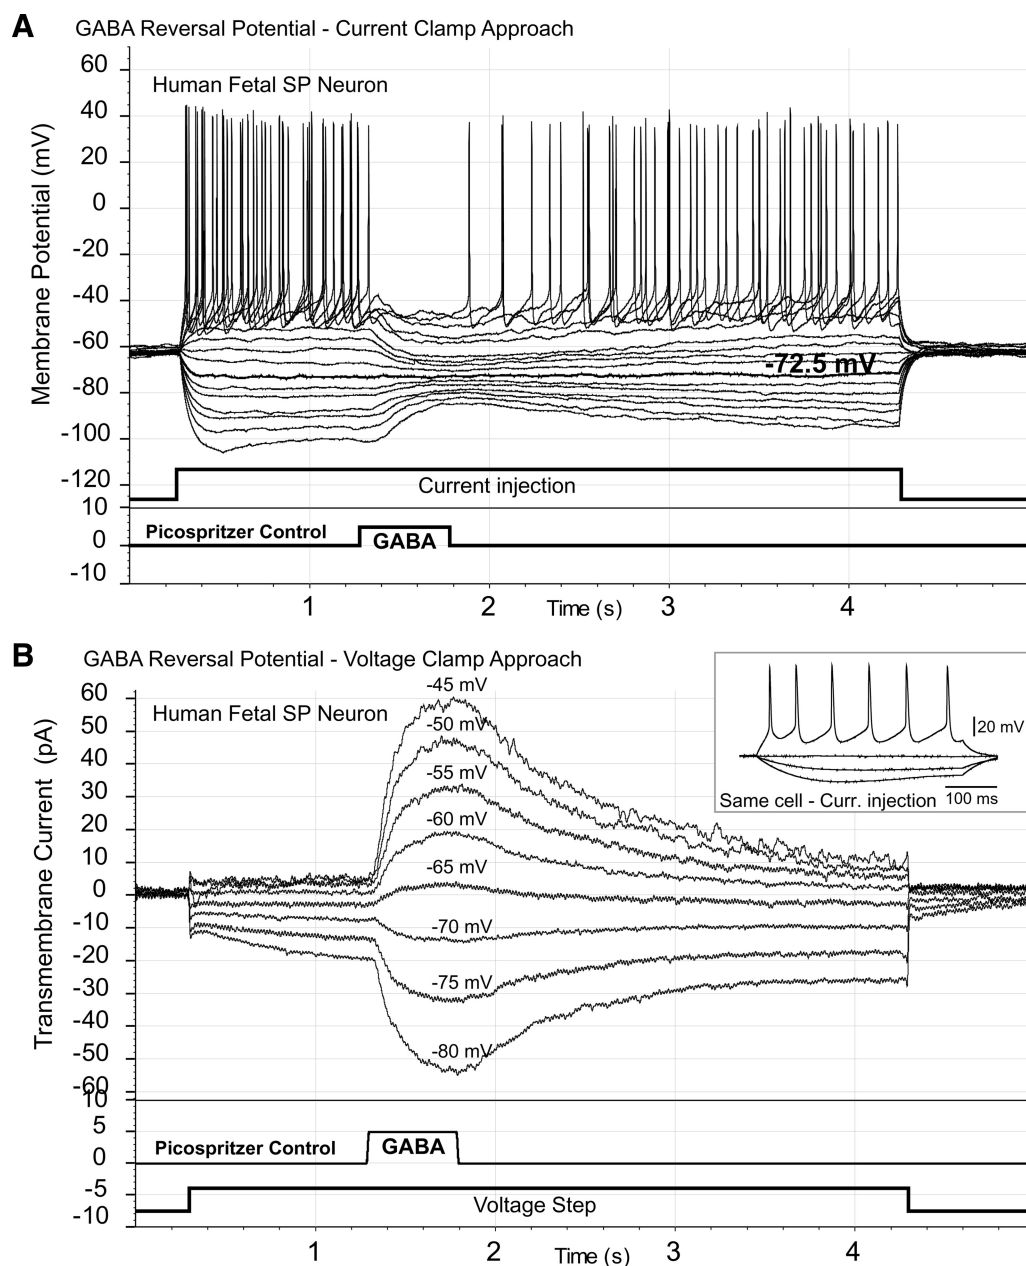 A
GABA Reversal Potential - Current Clamp Approach
Human Fetal SP Neuron
Membrane Potential (mV)
60
40
20
0
-20
-40
-60
-80
-100
-120
-72.5 mV
Current injection
10
0
-10
Picospritzer Control
GABA
1
2
3
4
Time (s)
B
GABA Reversal Potential - Voltage Clamp Approach
Human Fetal SP Neuron
Transmembrane Current (pA)
60
50
40
30
20
10
0
-10
-20
-30
-40
-50
-60
-45 mV
-50 mV
-55 mV
-60 mV
-65 mV
-70 mV
-75 mV
-80 mV
20 mV
Same cell - Curr. injection
100 ms
10
5
0
-5
-10
Picospritzer Control
GABA
Voltage Step
1
2
3
4
Time (s)